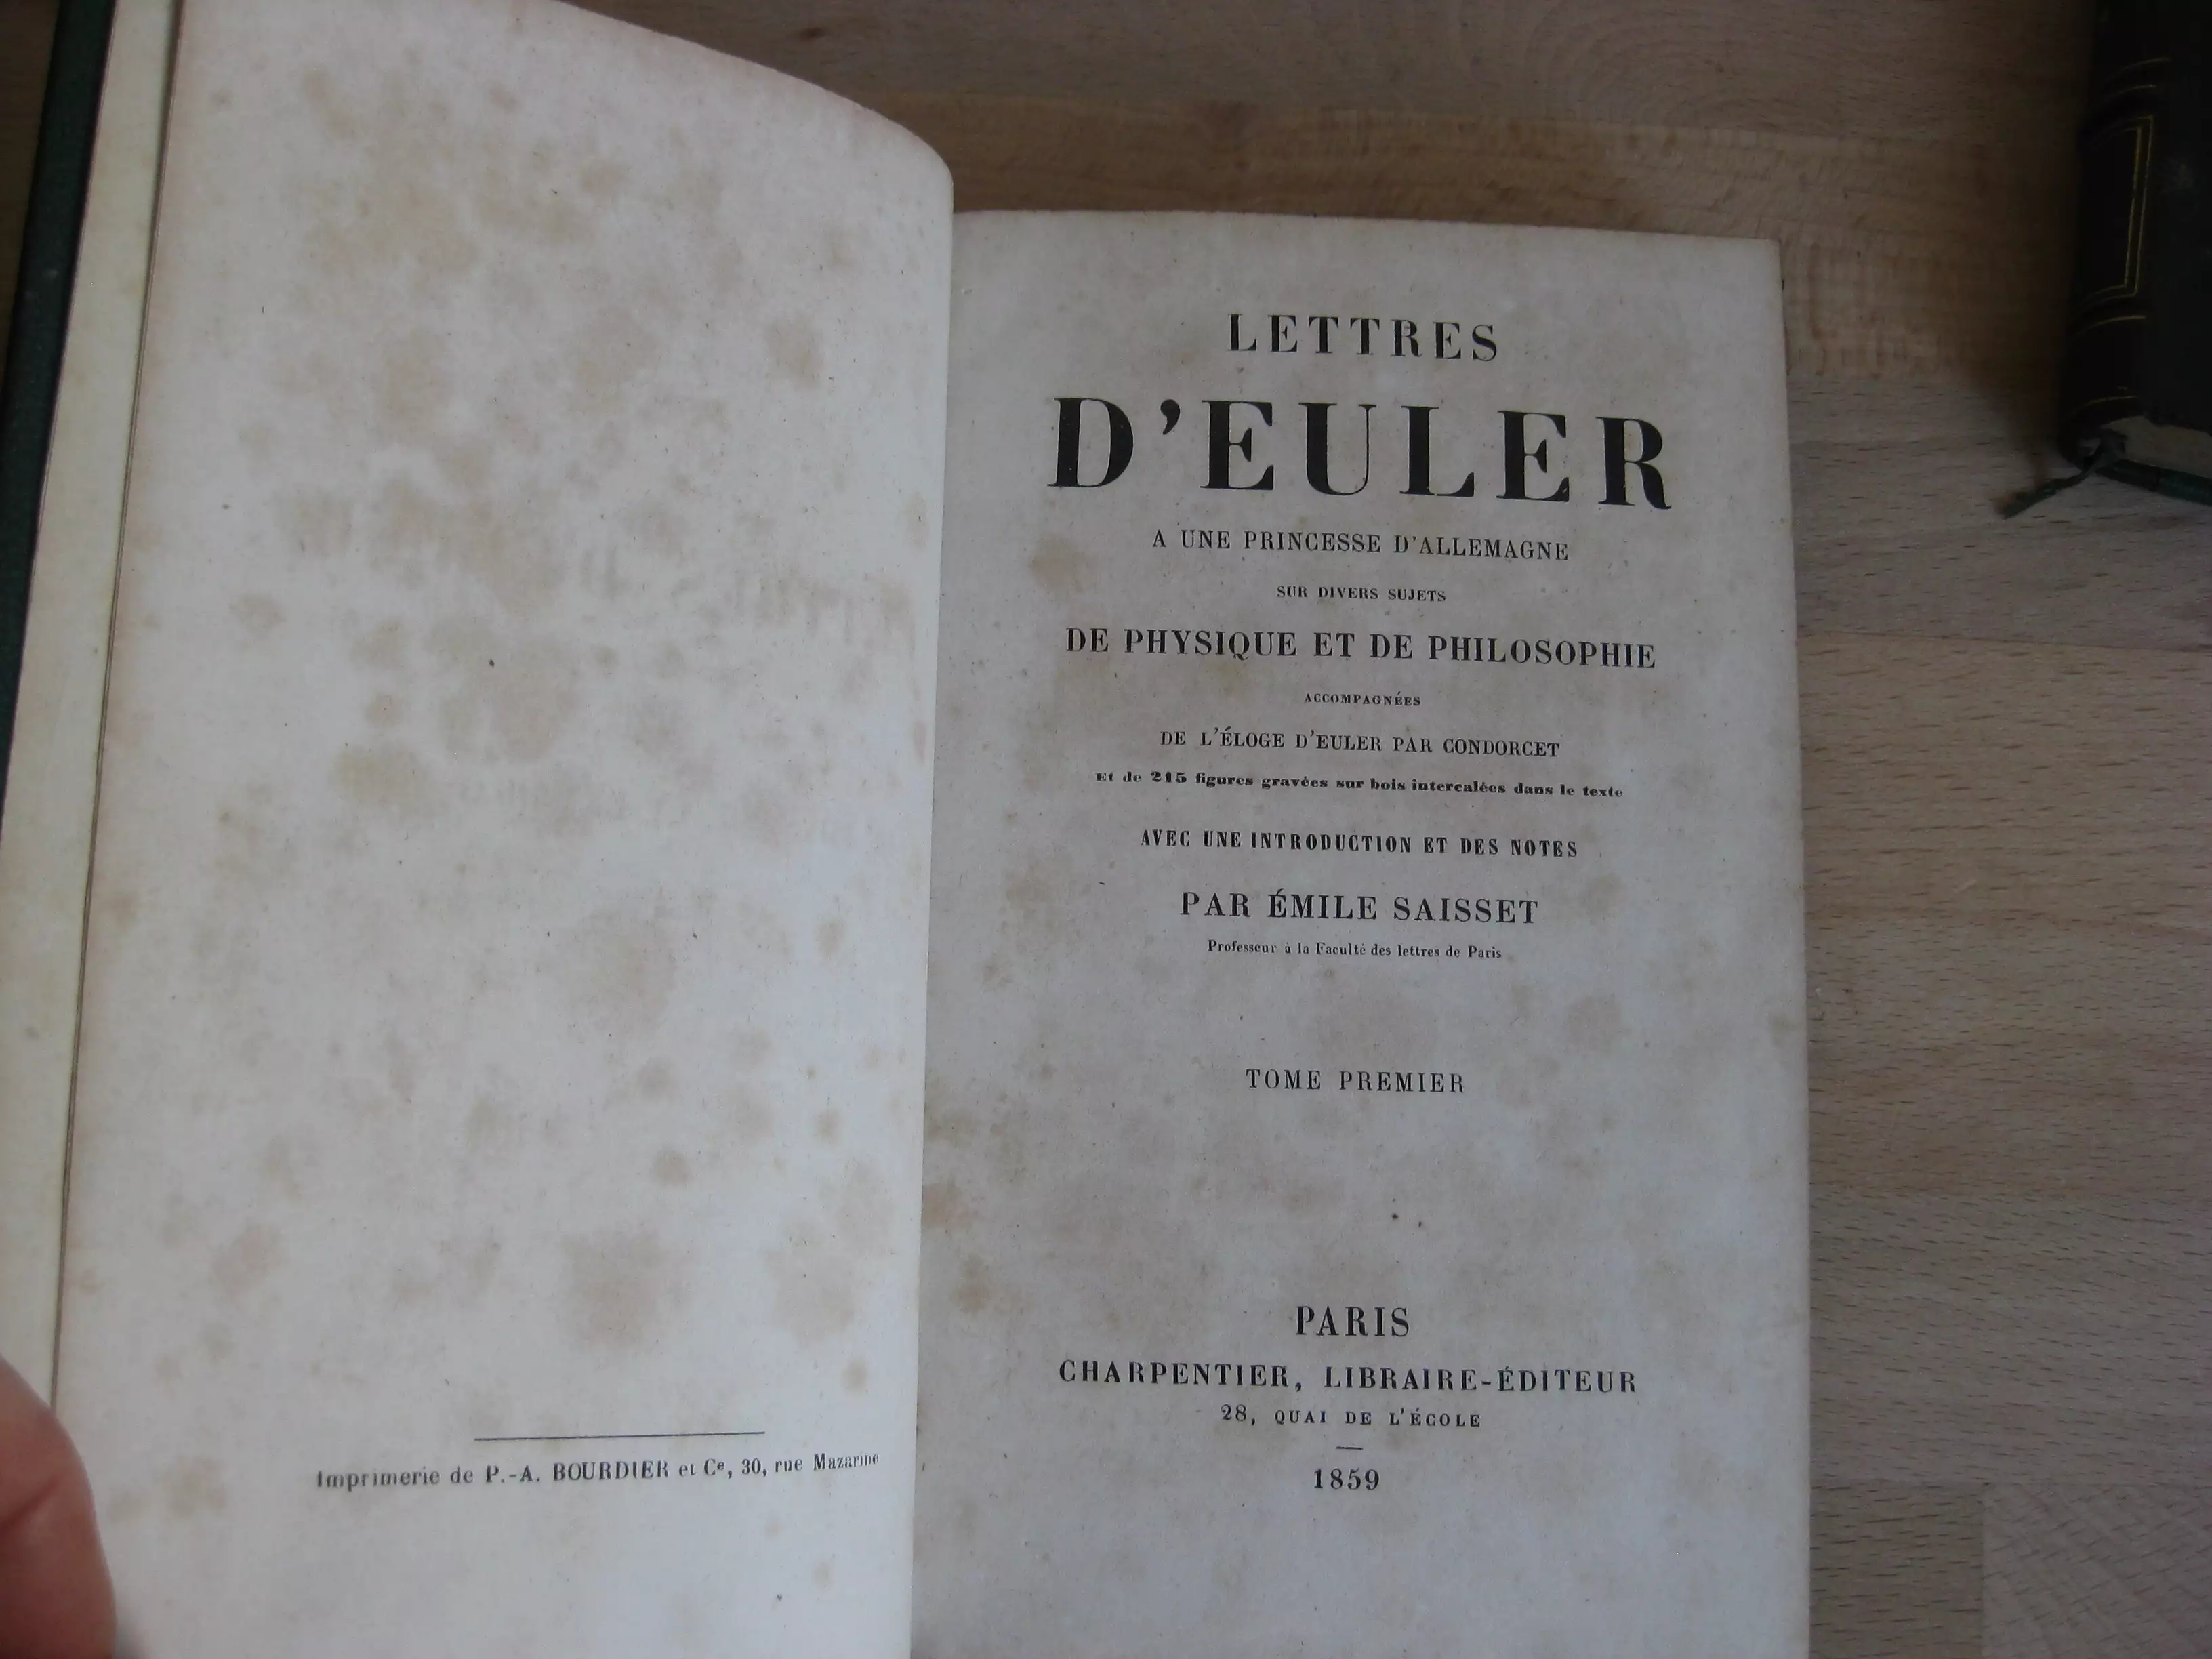 Imprimerie de P.-A. BOURDIER et Ce, 30, rue Mazarine
LETTRES
D'EULER
A UNE PRINCESSE D'ALLEMAGNE
SUR DIVERS SUJETS
DE PHYSIQUE ET DE PHILOSOPHIE
ACCOMPAGNÉES
DE L'ÉLOGE D'EULER PAR CONDORCET
Et de 215 figures gravées sur bois intercalées dans le texte
AVEC UNE INTRODUCTION ET DES NOTES
PAR ÉMILE SAISSET
Professeur à la Faculté des lettres de Paris
TOME PREMIER
PARIS
CHARPENTIER, LIBRAIRE-ÉDITEUR
28, QUAI DE L'ÉCOLE
1859